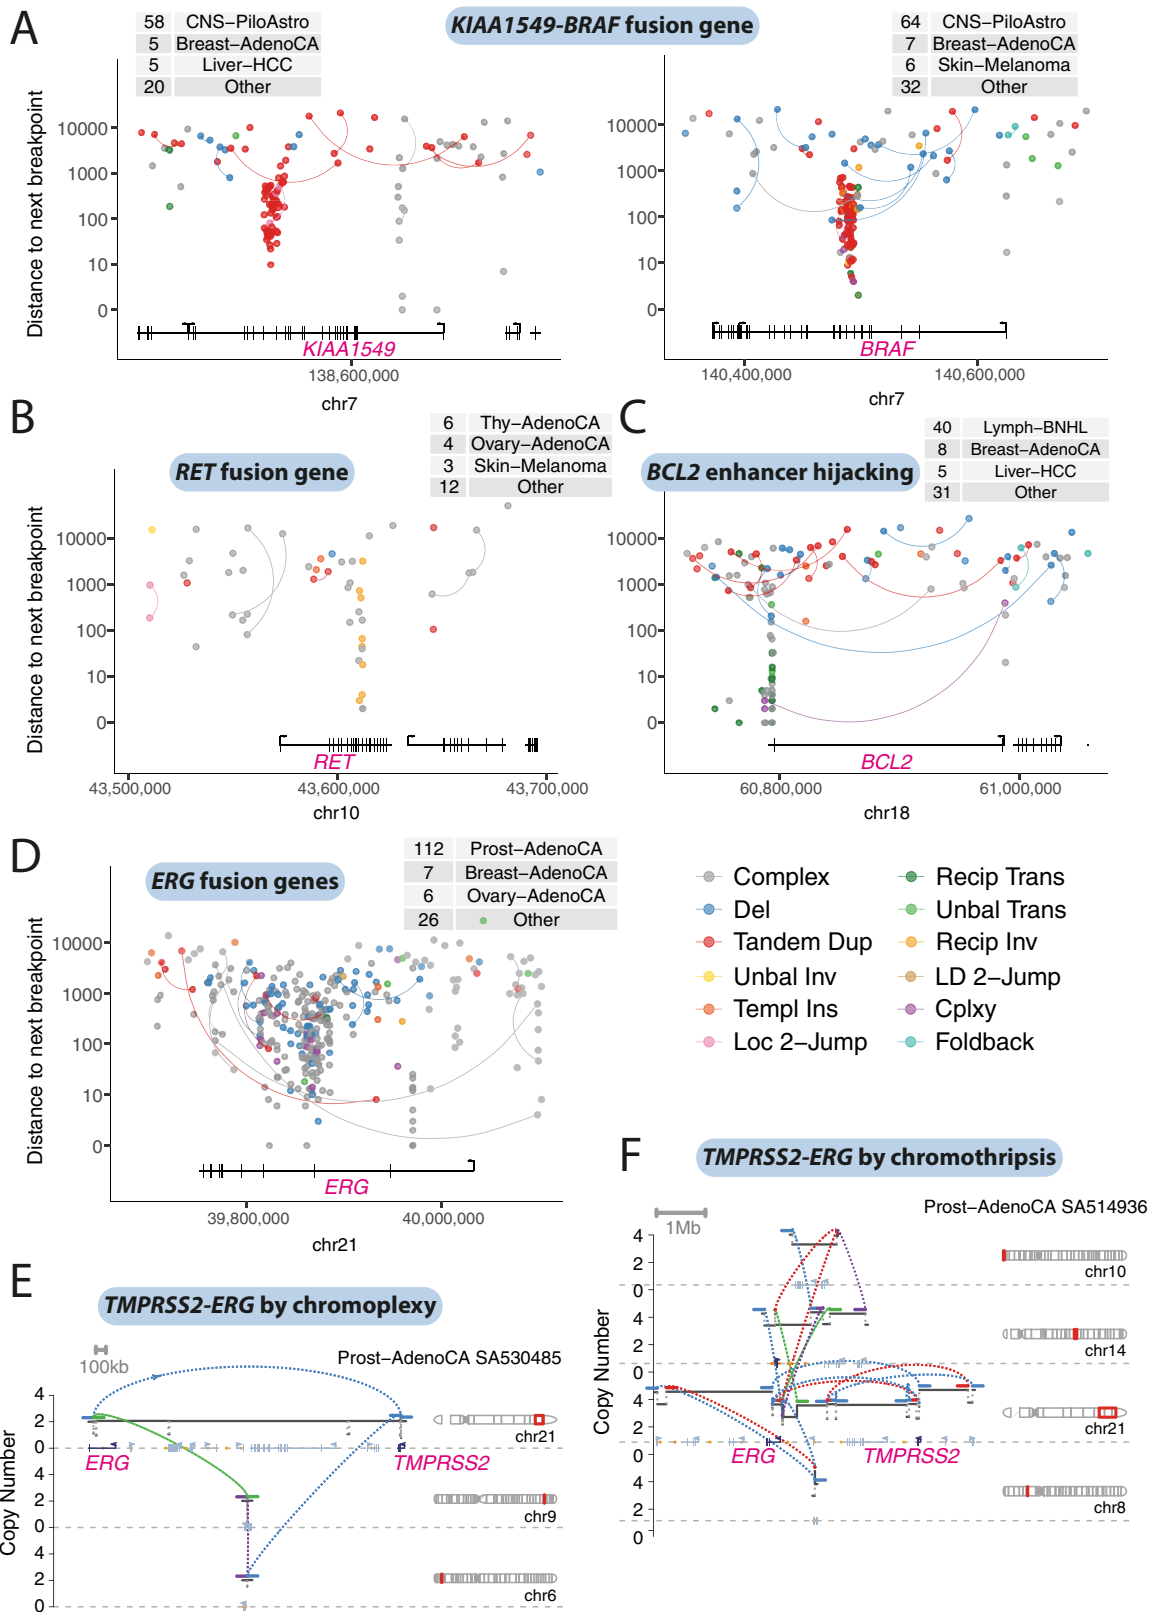 A
KIAA1549-BRAF fusion gene
58 CNS−PiloAstro
5 Breast−AdenoCA
5 Liver−HCC
20 Other
64 CNS−PiloAstro
7 Breast−AdenoCA
6 Skin−Melanoma
32 Other
Distance to next breakpoint
10000
1000
100
10
0
KIAA1549
138,600,000
chr7
10000
1000
100
10
0
BRAF
140,400,000 140,600,000
chr7
B
RET fusion gene
6 Thy−AdenoCA
4 Ovary−AdenoCA
3 Skin−Melanoma
12 Other
Distance to next breakpoint
10000
1000
100
10
0
RET
43,500,000 43,600,000 43,700,000
chr10
C
BCL2 enhancer hijacking
40 Lymph−BNHL
8 Breast−AdenoCA
5 Liver−HCC
31 Other
10000
1000
100
10
0
BCL2
60,800,000 61,000,000
chr18
D
ERG fusion genes
112 Prost−AdenoCA
7 Breast−AdenoCA
6 Ovary−AdenoCA
26 Other
Distance to next breakpoint
10000
1000
100
10
0
ERG
39,800,000 40,000,000
chr21
Complex
Del
Tandem Dup
Unbal Inv
Templ Ins
Loc 2−Jump
Recip Trans
Unbal Trans
Recip Inv
LD 2−Jump
Cplxy
Foldback
E
TMPRSS2-ERG by chromoplexy
100kb
Prost−AdenoCA SA530485
Copy Number
4
2
0
ERG
TMPRSS2
chr21
4
2
0
chr9
4
2
0
chr6
F
TMPRSS2-ERG by chromothripsis
Prost−AdenoCA SA514936
1Mb
Copy Number
4
2
0
chr10
4
2
0
chr14
4
2
0
ERG
TMPRSS2
chr21
4
2
0
chr8